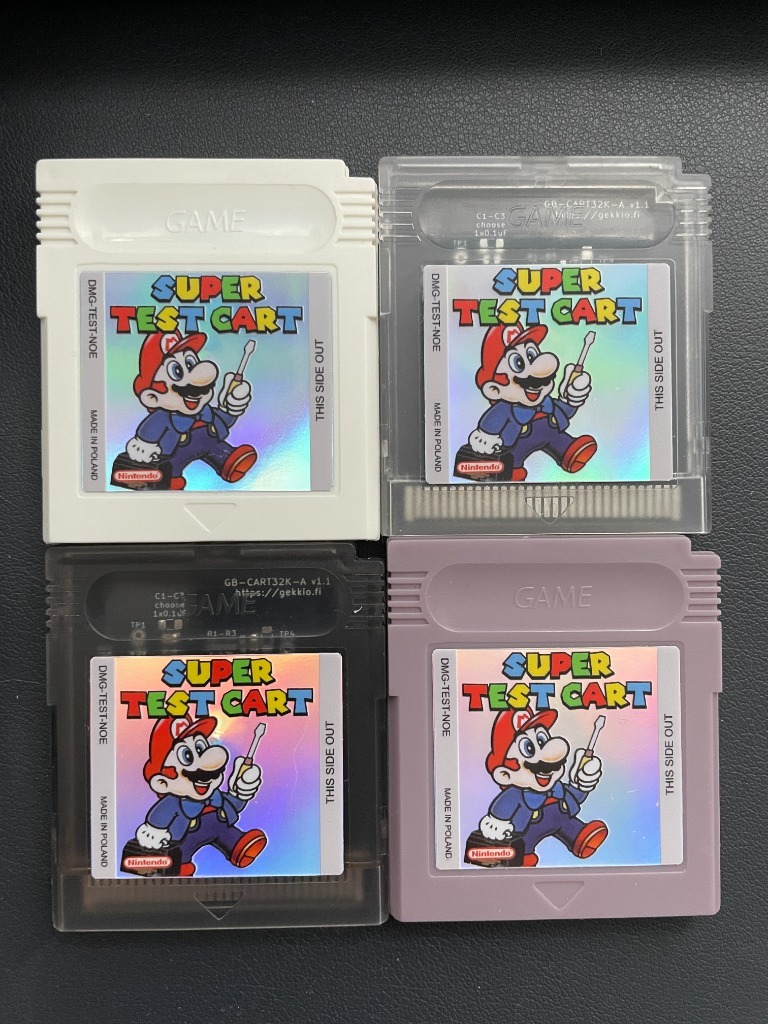 GAME
SUPER
TEST CART
DMG-TEST-NOE
MADE IN POLAND
THIS SIDE OUT
M
Nintendo
GB-CART32K-A v1.1
https://gekkio.fi
C1-C3
choose
1x0.1uF
GAME
TP1
TP4
SUPER
TEST CART
DMG-TEST-NOE
MADE IN POLAND
THIS SIDE OUT
M
Nintendo
GB-CART32K-A v1.1
https://gekkio.fi
C1-C3
choose
1x0.1uF
GAME
TP1
R1-R3
TP4
SUPER
TEST CART
DMG-TEST-NOE
MADE IN POLAND
THIS SIDE OUT
M
Nintendo
GAME
SUPER
TEST CART
DMG-TEST-NOE
MADE IN POLAND
THIS SIDE OUT
M
Nintendo